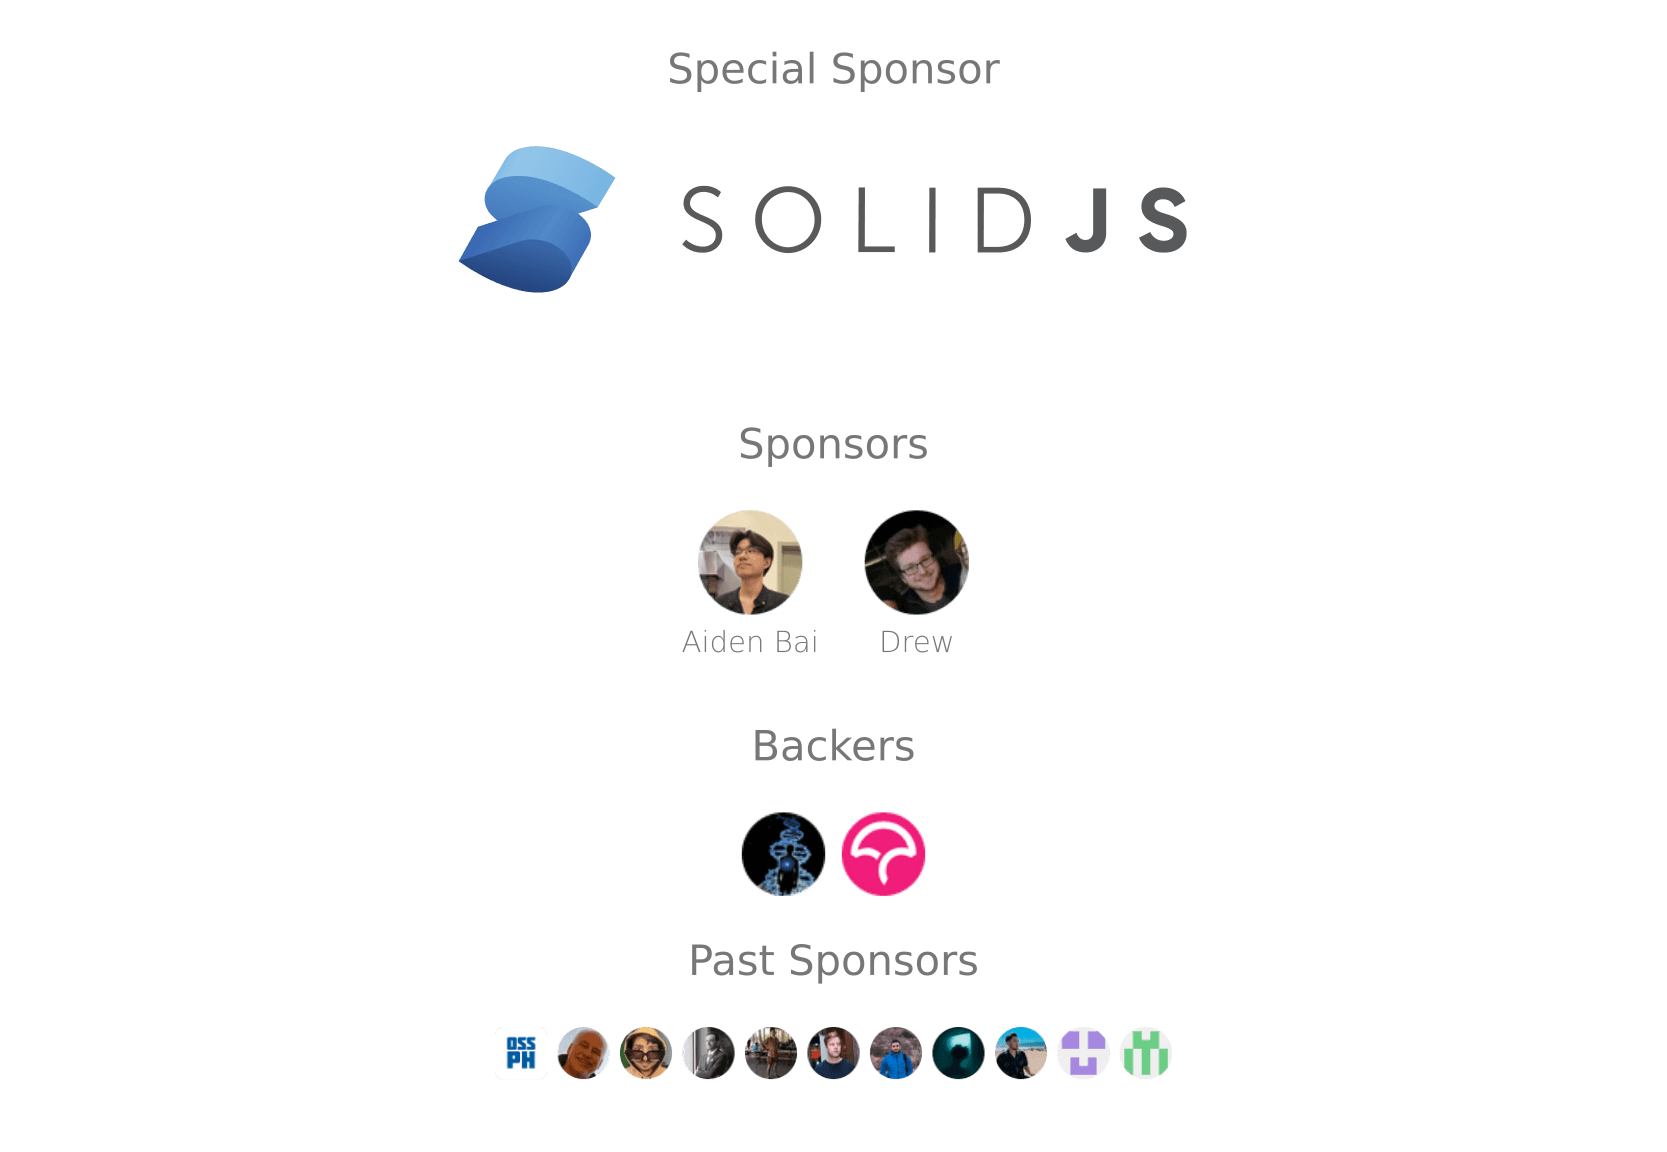 Special Sponsor
SOLIDJS
Sponsors
Aiden Bai
Drew
Backers
Past Sponsors
OSS
PH